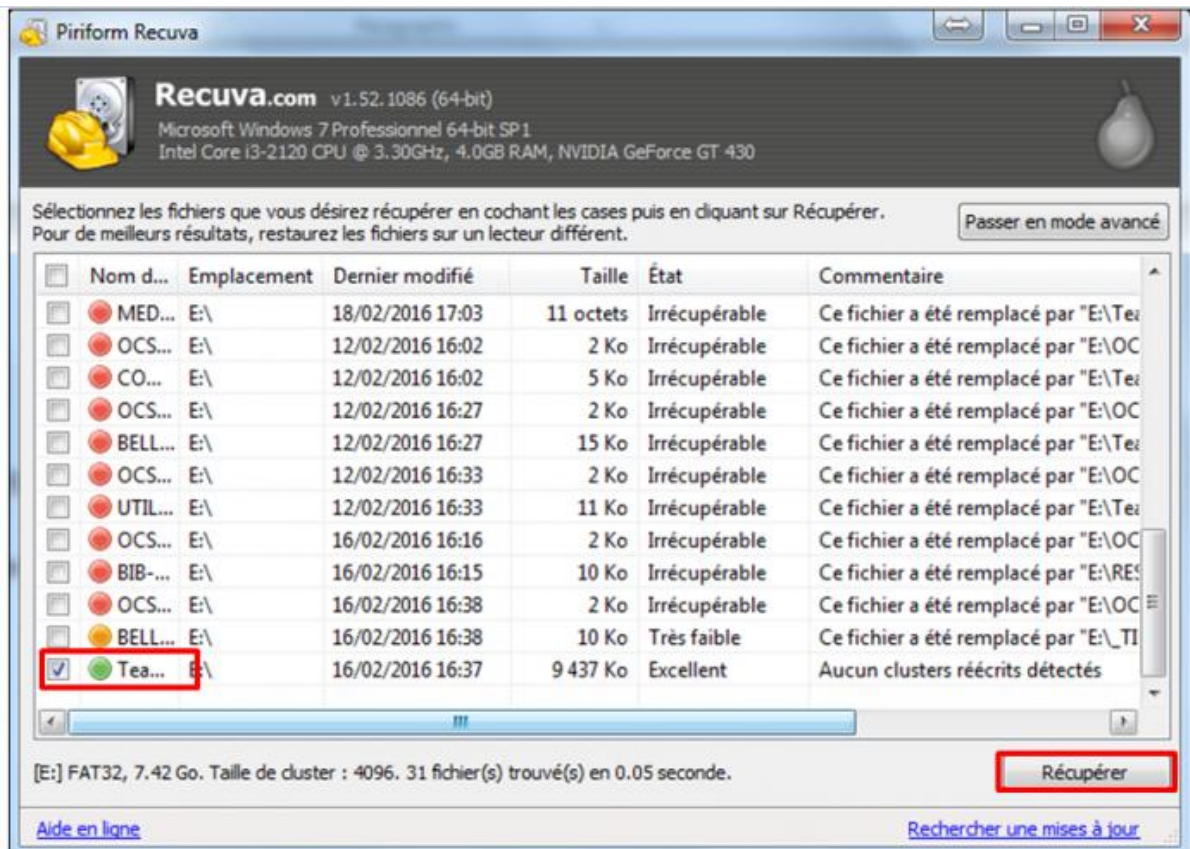 Piriform Recuva
Recuva.com v1.52.1086 (64-bit)
Microsoft Windows 7 Professionnel 64-bit SP1
Intel Core i3-2120 CPU @ 3.30GHz, 4.0GB RAM, NVIDIA GeForce GT 430
Sélectionnez les fichiers que vous désirez récupérer en cochant les cases puis en cliquant sur Récupérer.
Pour de meilleurs résultats, restaurez les fichiers sur un lecteur différent.
Passer en mode avancé
Nom d... Emplacement Dernier modifié Taille État Commentaire
MED... E:\ 18/02/2016 17:03 11 octets Irrécupérable Ce fichier a été remplacé par "E:\Tea
OCS... E:\ 12/02/2016 16:02 2 Ko Irrécupérable Ce fichier a été remplacé par "E:\OC
CO... E:\ 12/02/2016 16:02 5 Ko Irrécupérable Ce fichier a été remplacé par "E:\Tea
OCS... E:\ 12/02/2016 16:27 2 Ko Irrécupérable Ce fichier a été remplacé par "E:\OC
BELL... E:\ 12/02/2016 16:27 15 Ko Irrécupérable Ce fichier a été remplacé par "E:\Tea
OCS... E:\ 12/02/2016 16:33 2 Ko Irrécupérable Ce fichier a été remplacé par "E:\OC
UTIL... E:\ 12/02/2016 16:33 11 Ko Irrécupérable Ce fichier a été remplacé par "E:\Tea
OCS... E:\ 16/02/2016 16:16 2 Ko Irrécupérable Ce fichier a été remplacé par "E:\OC
BIB-... E:\ 16/02/2016 16:15 10 Ko Irrécupérable Ce fichier a été remplacé par "E:\RES
OCS... E:\ 16/02/2016 16:38 2 Ko Irrécupérable Ce fichier a été remplacé par "E:\OC
BELL... E:\ 16/02/2016 16:38 10 Ko Très faible Ce fichier a été remplacé par "E:\_TI
Tea... E:\ 16/02/2016 16:37 9 437 Ko Excellent Aucun clusters réécrits détectés
[E:] FAT32, 7.42 Go. Taille de cluster : 4096. 31 fichier(s) trouvé(s) en 0.05 seconde.
Récupérer
Aide en ligne
Rechercher une mises à jour